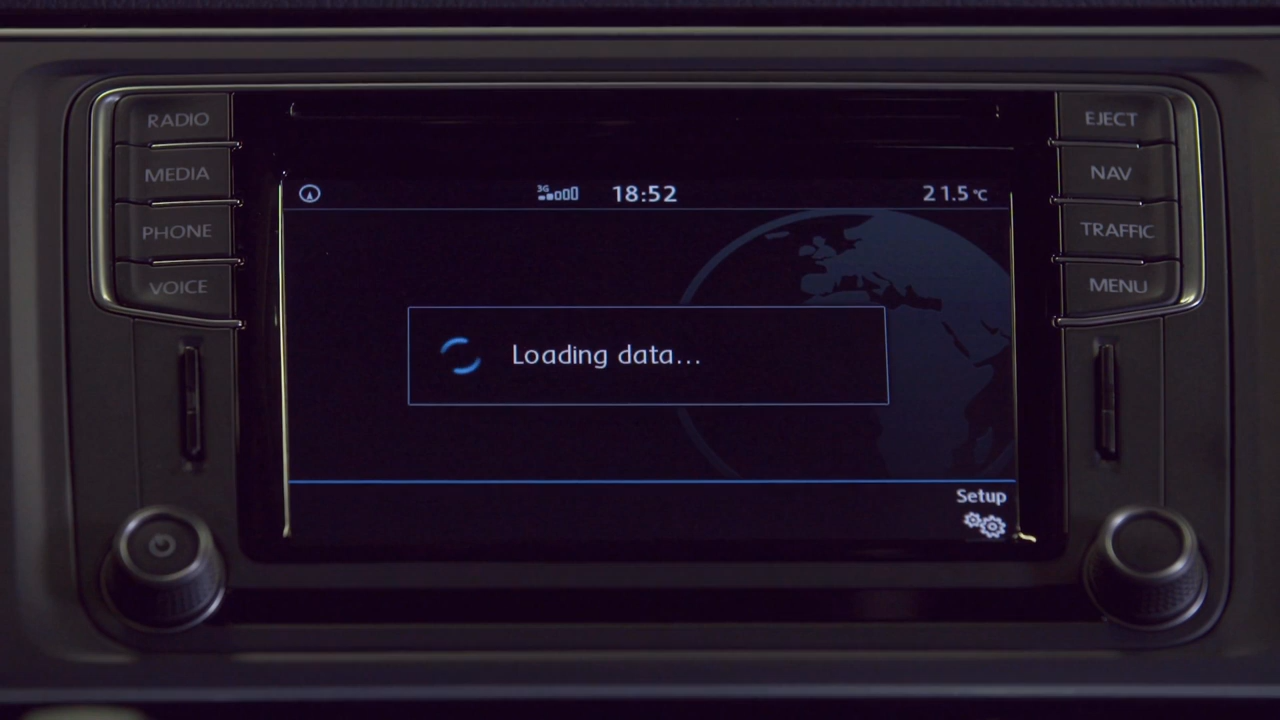 RADIO
MEDIA
PHONE
VOICE
EJECT
NAV
TRAFFIC
MENU
3G 18:52 21.5 °C
Loading data...
Setup